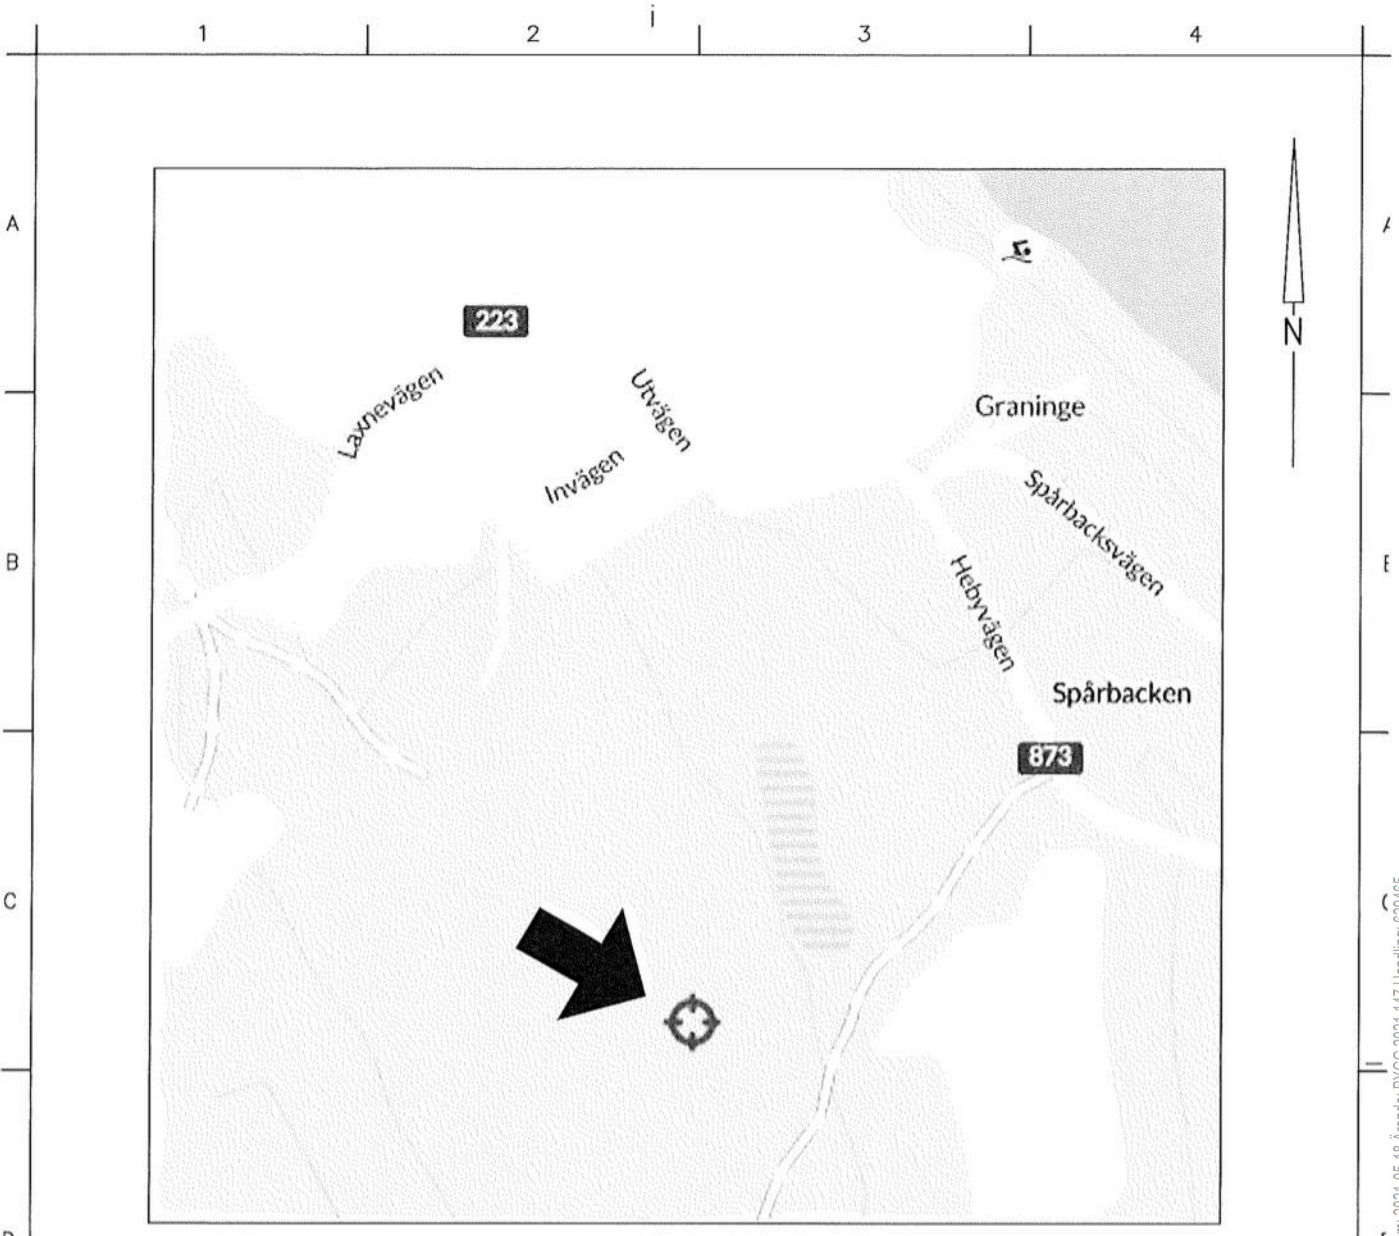 i
1 2 3 4
A A
223
N
Laxnevägen
Utvägen
Graninge
Invägen
Spårbacksvägen
B
Hebyvägen
Spårbacken
873
C